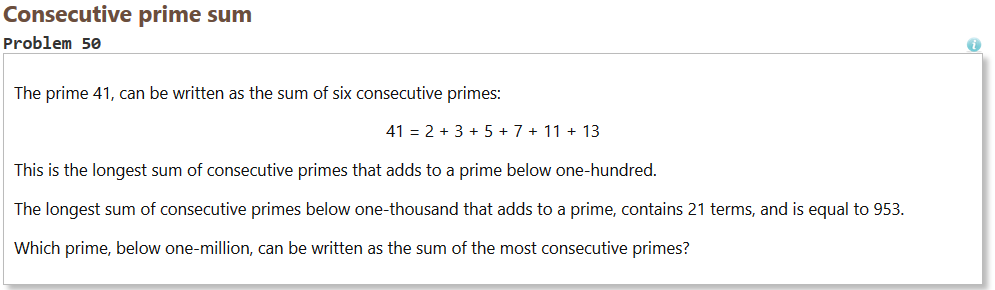 Consecutive prime sum
Problem 50
The prime 41, can be written as the sum of six consecutive primes:
41 = 2 + 3 + 5 + 7 + 11 + 13
This is the longest sum of consecutive primes that adds to a prime below one-hundred.
The longest sum of consecutive primes below one-thousand that adds to a prime, contains 21 terms, and is equal to 953.
Which prime, below one-million, can be written as the sum of the most consecutive primes?